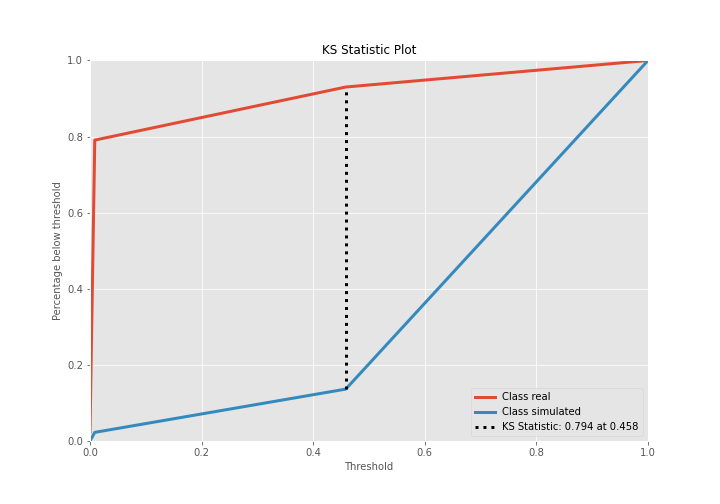 KS Statistic Plot
1.0
0.8
0.6
0.4
0.2
0.0
Percentage below threshold
0.0 0.2 0.4 0.6 0.8 1.0
Threshold
Class real
Class simulated
KS Statistic: 0.794 at 0.458